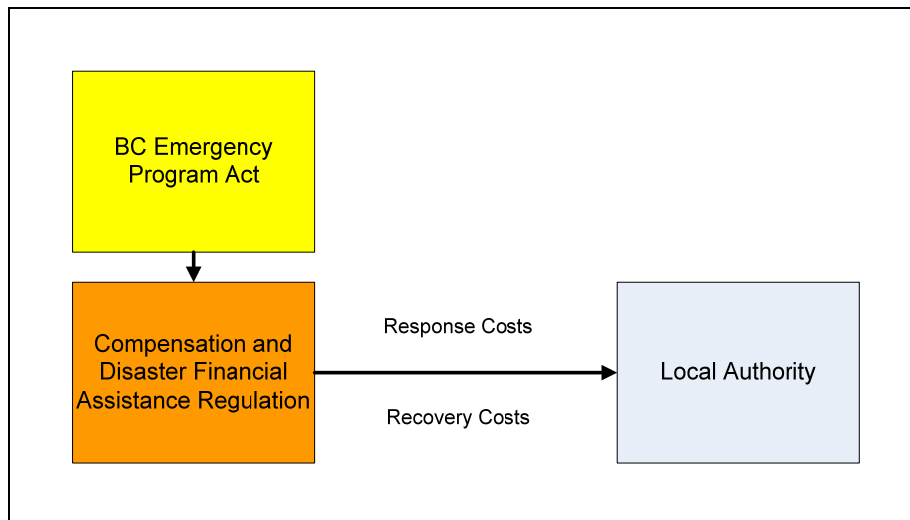 BC Emergency
Program Act
Compensation and
Disaster Financial
Assistance Regulation
Response Costs
Recovery Costs
Local Authority